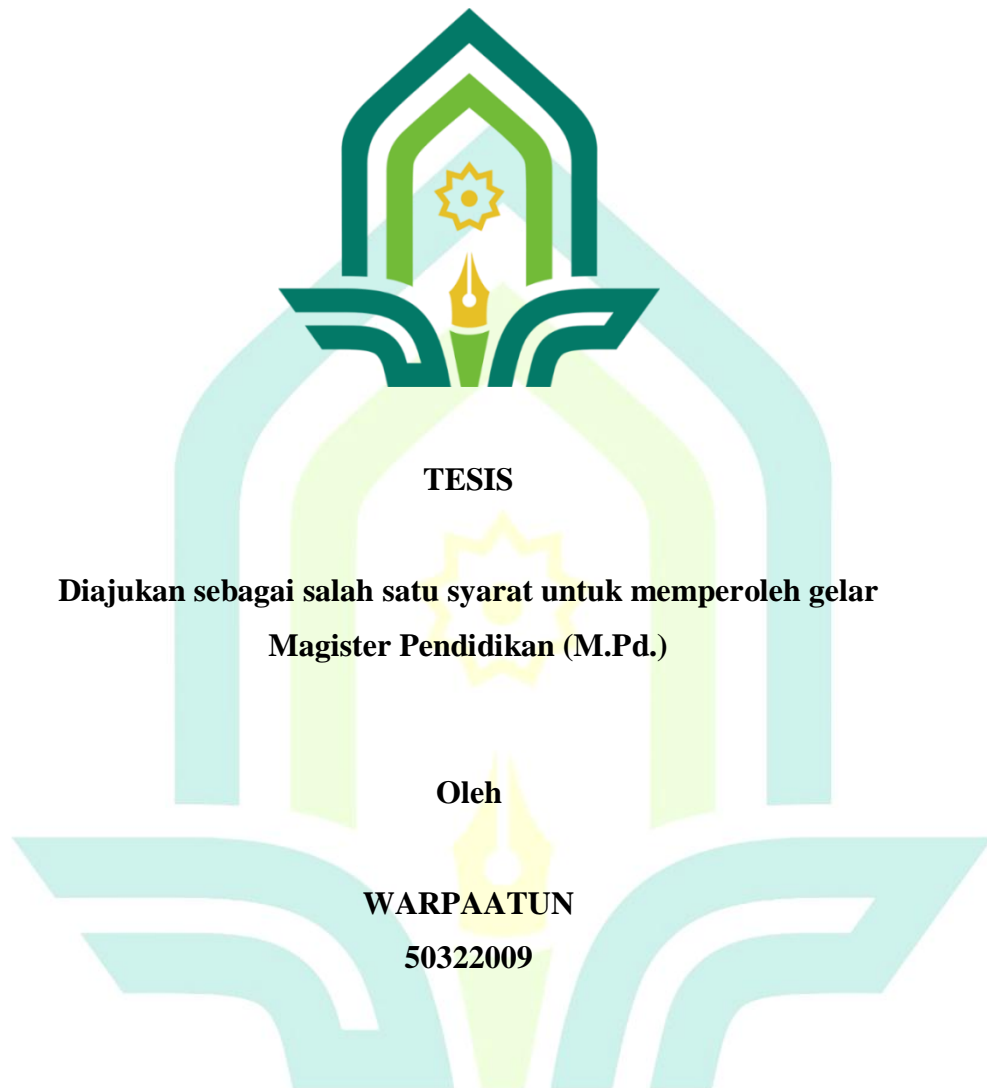 TESIS
Diajukan sebagai salah satu syarat untuk memperoleh gelar
Magister Pendidikan (M.Pd.)
Oleh
WARPAATUN
50322009